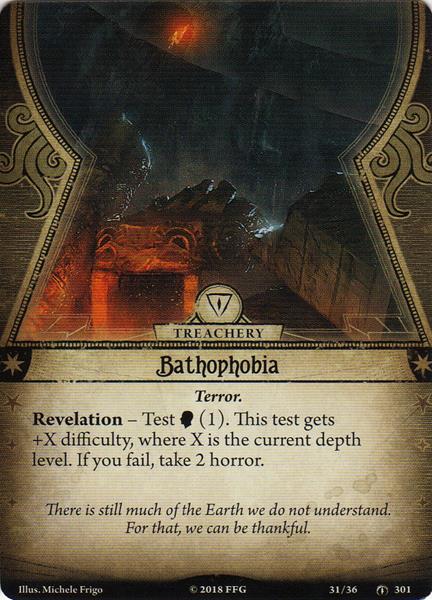 TREACHERY
Bathophobia
Terror.
Revelation – Test (1). This test gets
+X difficulty, where X is the current depth
level. If you fail, take 2 horror.
There is still much of the Earth we do not understand.
For that, we can be thankful.
Illus. Michele Frigo © 2018 FFG 31/36 301